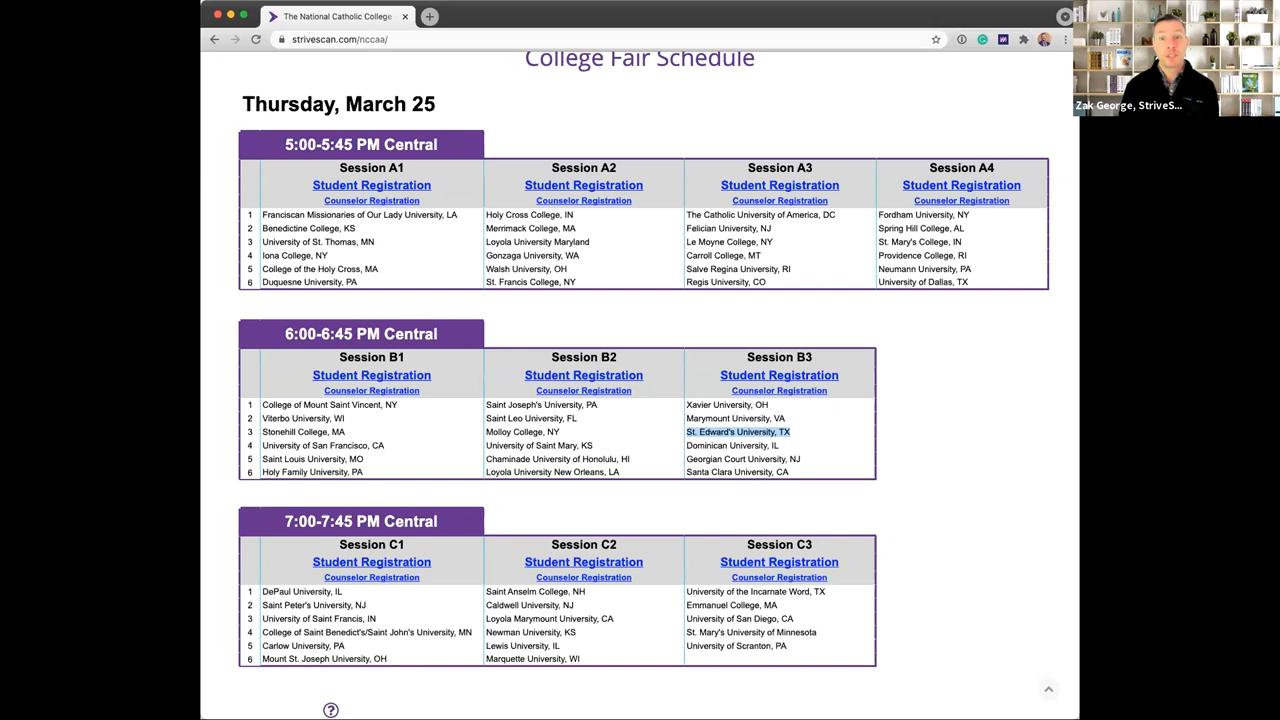 The National Catholic College
strivescan.com/nccaa/
Zak George, StriveS...
College Fair Schedule
Thursday, March 25
5:00-5:45 PM Central
Session A1 Session A2 Session A3 Session A4
Student Registration Student Registration Student Registration Student Registration
Counselor Registration Counselor Registration Counselor Registration Counselor Registration
1 Franciscan Missionaries of Our Lady University, LA Holy Cross College, IN The Catholic University of America, DC Fordham University, NY
2 Benedictine College, KS Merrimack College, MA Felician University, NJ Spring Hill College, AL
3 University of St. Thomas, MN Loyola University Maryland Le Moyne College, NY St. Mary's College, IN
4 Iona College, NY Gonzaga University, WA Carroll College, MT Providence College, RI
5 College of the Holy Cross, MA Walsh University, OH Salve Regina University, RI Neumann University, PA
6 Duquesne University, PA St. Francis College, NY Regis University, CO University of Dallas, TX
6:00-6:45 PM Central
Session B1 Session B2 Session B3
Student Registration Student Registration Student Registration
Counselor Registration Counselor Registration Counselor Registration
1 College of Mount Saint Vincent, NY Saint Joseph's University, PA Xavier University, OH
2 Viterbo University, WI Saint Leo University, FL Marymount University, VA
3 Stonehill College, MA Molloy College, NY St. Edward's University, TX
4 University of San Francisco, CA University of Saint Mary, KS Dominican University, IL
5 Saint Louis University, MO Chaminade University of Honolulu, HI Georgian Court University, NJ
6 Holy Family University, PA Loyola University New Orleans, LA Santa Clara University, CA
7:00-7:45 PM Central
Session C1 Session C2 Session C3
Student Registration Student Registration Student Registration
Counselor Registration Counselor Registration Counselor Registration
1 DePaul University, IL Saint Anselm College, NH University of the Incarnate Word, TX
2 Saint Peter's University, NJ Caldwell University, NJ Emmanuel College, MA
3 University of Saint Francis, IN Loyola Marymount University, CA University of San Diego, CA
4 College of Saint Benedict's/Saint John's University, MN Newman University, KS St. Mary's University of Minnesota
5 Carlow University, PA Lewis University, IL University of Scranton, PA
6 Mount St. Joseph University, OH Marquette University, WI